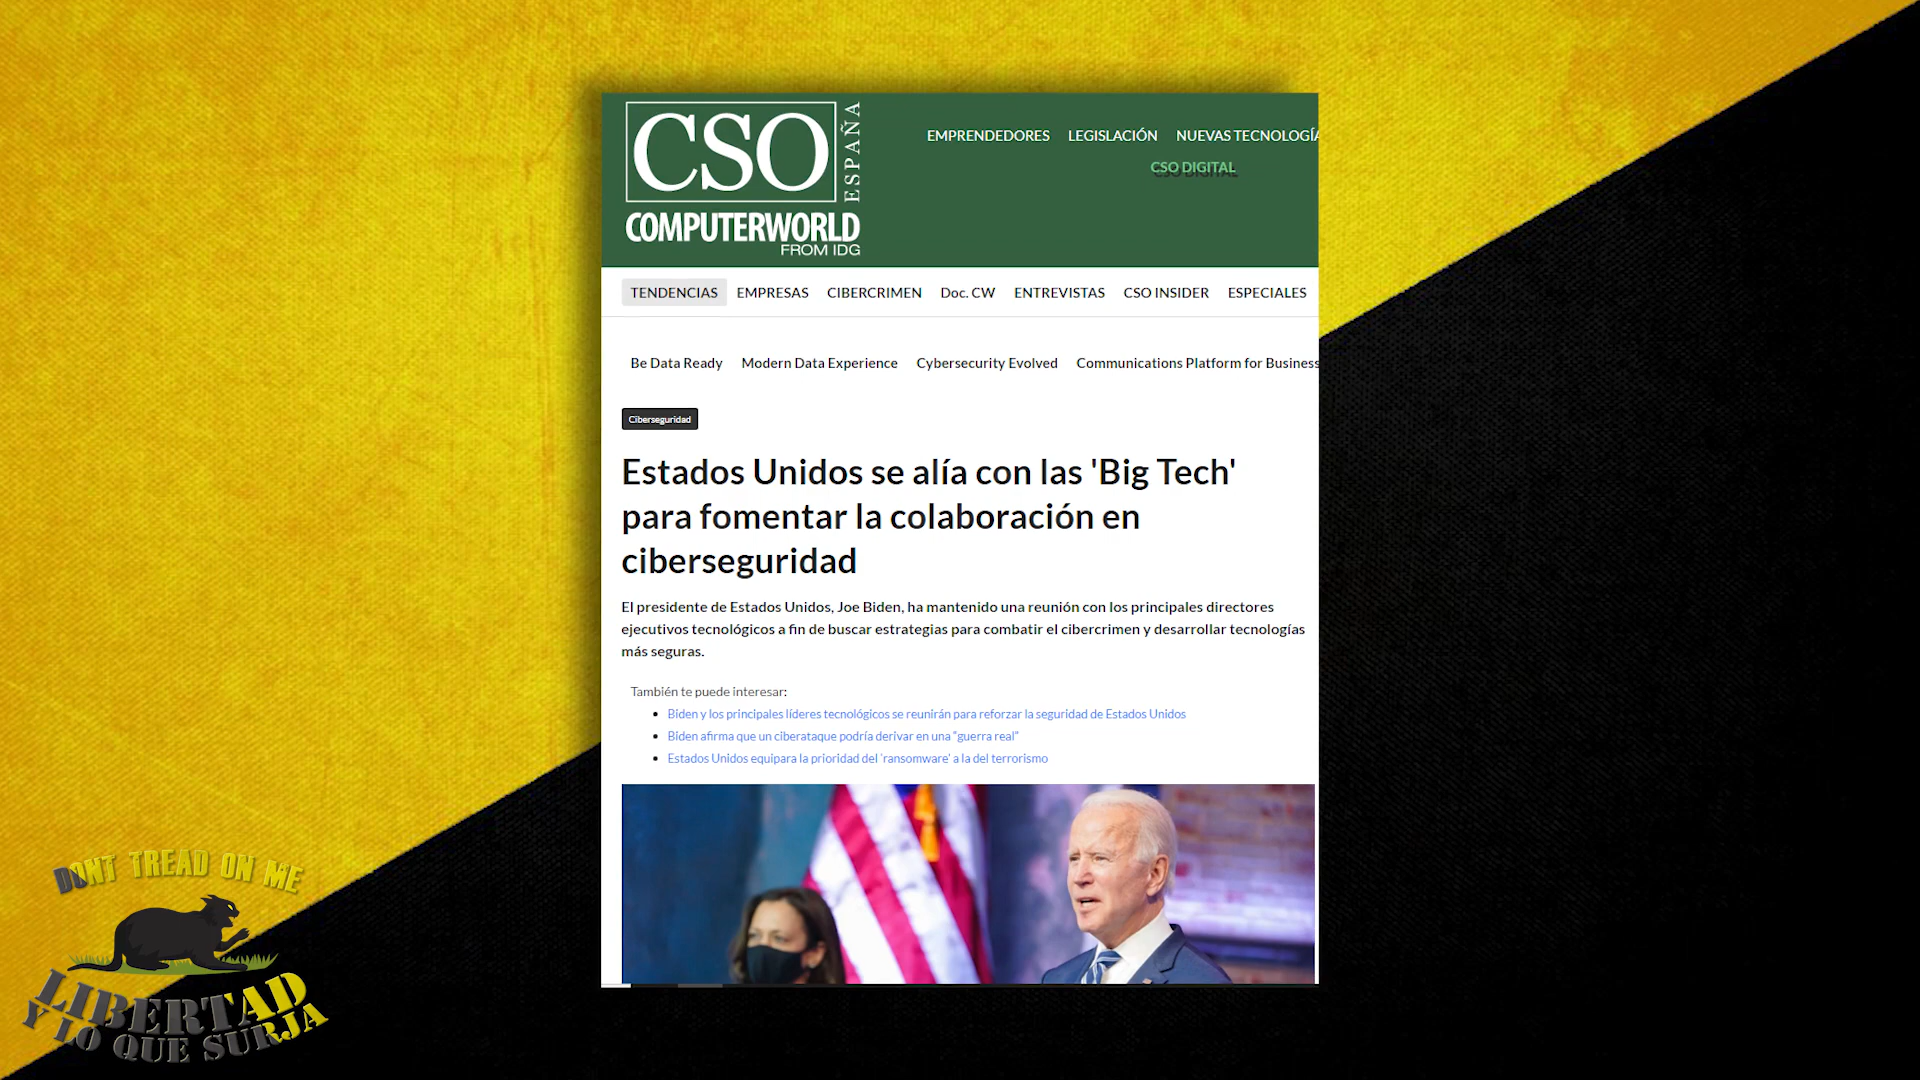 CSO
ESPAÑA
COMPUTERWORLD
FROM IDG
EMPRENDEDORES LEGISLACIÓN NUEVAS TECNOLOGÍA
CSO DIGITAL
TENDENCIAS EMPRESAS CIBERCRIMEN Doc. CW ENTREVISTAS CSO INSIDER ESPECIALES
Be Data Ready Modern Data Experience Cybersecurity Evolved Communications Platform for Business
Ciberseguridad
Estados Unidos se alía con las 'Big Tech'
para fomentar la colaboración en
ciberseguridad
El presidente de Estados Unidos, Joe Biden, ha mantenido una reunión con los principales directores
ejecutivos tecnológicos a fin de buscar estrategias para combatir el cibercrimen y desarrollar tecnologías
más seguras.
También te puede interesar:
Biden y los principales líderes tecnológicos se reunirán para reforzar la seguridad de Estados Unidos
Biden afirma que un ciberataque podría derivar en una "guerra real"
Estados Unidos equipara la prioridad del 'ransomware' a la del terrorismo
DONT TREAD ON ME
LIBERTAD
Y LO QUE SURJA